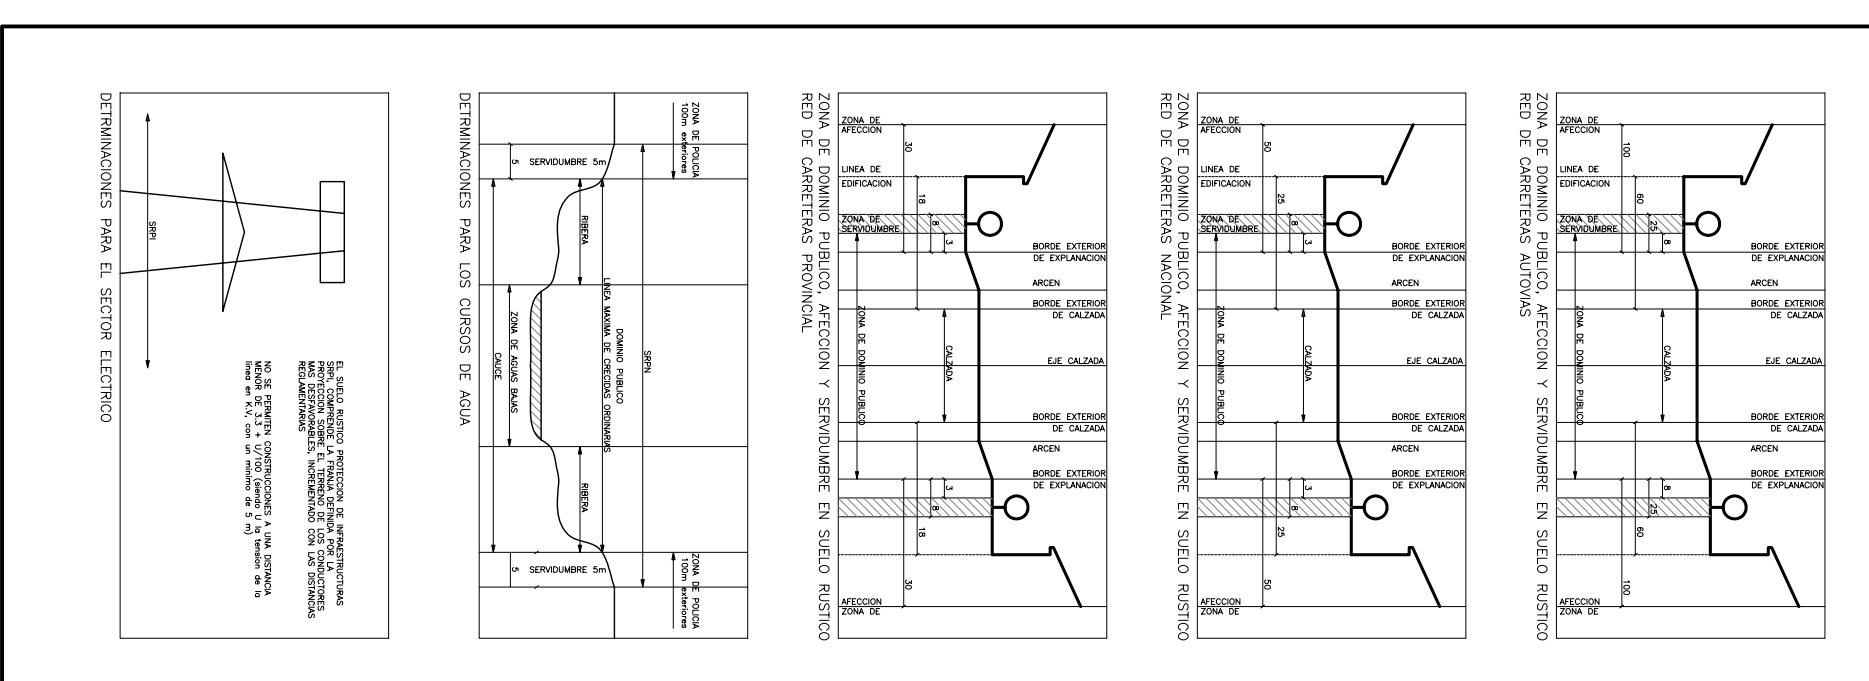 DETRMINACIONES PARA EL SECTOR ELECTRICO
SRPI
EL SUELO RUSTICO PROTECCION DE INFRAESTRUCTURAS
SRPI, COMPRENDE LA FRANJA DEFINIDA POR LA
PROYECCION SOBRE EL TERRENO DE LOS CONDUCTORES
MAS DESFAVORABLES, INCREMENTADO CON LAS DISTANCIAS
REGLAMENTARIAS
NO SE PERMITEN CONSTRUCCIONES A UNA DISTANCIA
MENOR DE 3.3 + U/100 (siendo U la tension de la
linea en K.V, con un minimo de 5 m)
DETRMINACIONES PARA LOS CURSOS DE AGUA
ZONA DE POLICIA
100m exteriores
5
SERVIDUMBRE 5m
RIBERA
CAUCE
ZONA DE AGUAS BAJAS
LINEA MAXIMA DE CRECIDAS ORDINARIAS
DOMINIO PUBLICO
SRPN
RIBERA
5
SERVIDUMBRE 5m
ZONA DE POLICIA
100m exteriores
ZONA DE DOMINIO PUBLICO, AFECCION Y SERVIDUMBRE EN SUELO RUSTICO
RED DE CARRETERAS PROVINCIAL
ZONA DE
AFECCION
30
LINEA DE
EDIFICACION
18
8
ZONA DE
SERVIDUMBRE
3
BORDE EXTERIOR
DE EXPLANACION
ARCEN
BORDE EXTERIOR
DE CALZADA
ZONA DE DOMINIO PUBLICO
CALZADA
EJE CALZADA
BORDE EXTERIOR
DE CALZADA
ARCEN
BORDE EXTERIOR
DE EXPLANACION
3
8
18
30
AFECCION
ZONA DE
ZONA DE DOMINIO PUBLICO, AFECCION Y SERVIDUMBRE EN SUELO RUSTICO
RED DE CARRETERAS NACIONAL
ZONA DE
AFECCION
50
LINEA DE
EDIFICACION
25
8
ZONA DE
SERVIDUMBRE
3
BORDE EXTERIOR
DE EXPLANACION
ARCEN
BORDE EXTERIOR
DE CALZADA
ZONA DE DOMINIO PUBLICO
CALZADA
EJE CALZADA
BORDE EXTERIOR
DE CALZADA
ARCEN
BORDE EXTERIOR
DE EXPLANACION
3
8
25
50
AFECCION
ZONA DE
ZONA DE DOMINIO PUBLICO, AFECCION Y SERVIDUMBRE EN SUELO RUSTICO
RED DE CARRETERAS AUTOVIAS
ZONA DE
AFECCION
100
LINEA DE
EDIFICACION
60
25
ZONA DE
SERVIDUMBRE
8
BORDE EXTERIOR
DE EXPLANACION
ARCEN
BORDE EXTERIOR
DE CALZADA
ZONA DE DOMINIO PUBLICO
CALZADA
EJE CALZADA
BORDE EXTERIOR
DE CALZADA
ARCEN
BORDE EXTERIOR
DE EXPLANACION
8
25
60
100
AFECCION
ZONA DE